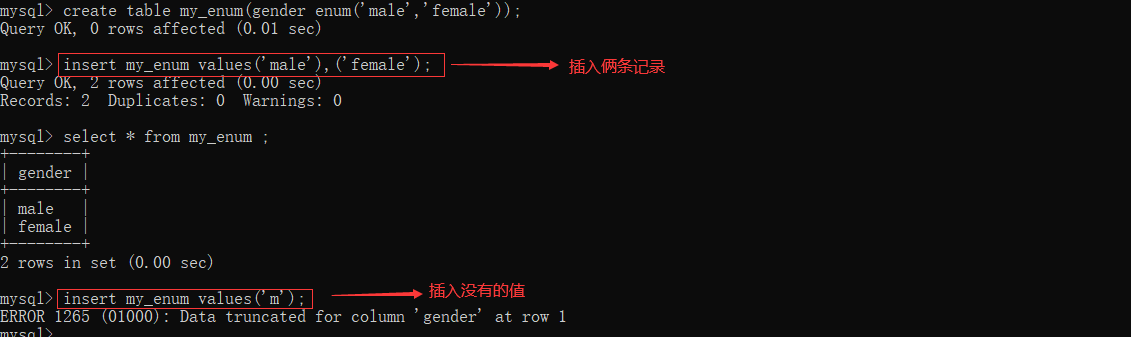 mysql> create table my_enum(gender enum('male','female'));
Query OK, 0 rows affected (0.01 sec)
mysql> insert my_enum values('male'),('female'); 插入俩条记录
Query OK, 2 rows affected (0.00 sec)
Records: 2  Duplicates: 0  Warnings: 0
mysql> select * from my_enum ;
+--------+
| gender |
+--------+
| male   |
| female |
+--------+
2 rows in set (0.00 sec)
mysql> insert my_enum values('m'); 插入没有的值
ERROR 1265 (01000): Data truncated for column 'gender' at row 1
mysql>